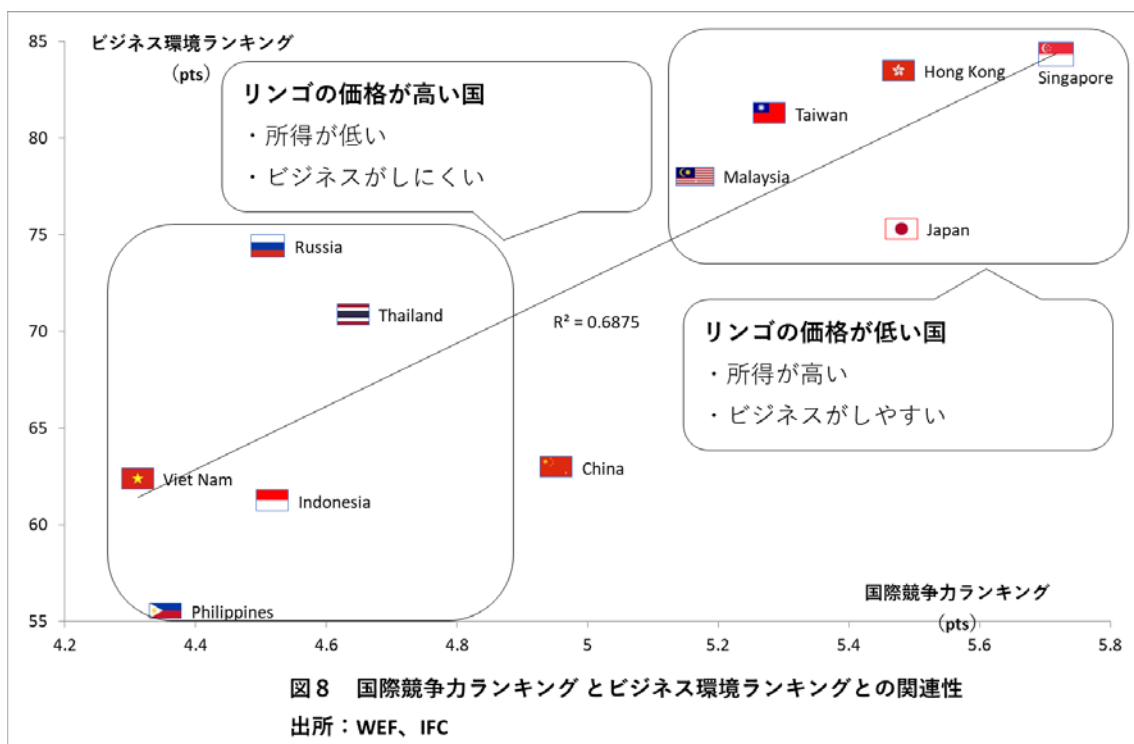 ビジネス環境ランキング
（pts）
85
80
75
70
65
60
55
リンゴの価格が高い国
・所得が低い
・ビジネスがしにくい
Hong Kong
Singapore
Taiwan
Malaysia
Japan
Russia
Thailand
R² = 0.6875
リンゴの価格が低い国
・所得が高い
・ビジネスがしやすい
Viet Nam
China
Indonesia
Philippines
国際競争力ランキング
（pts）
4.2 4.4 4.6 4.8 5 5.2 5.4 5.6 5.8
図８ 国際競争力ランキング とビジネス環境ランキングとの関連性
出所：WEF、IFC